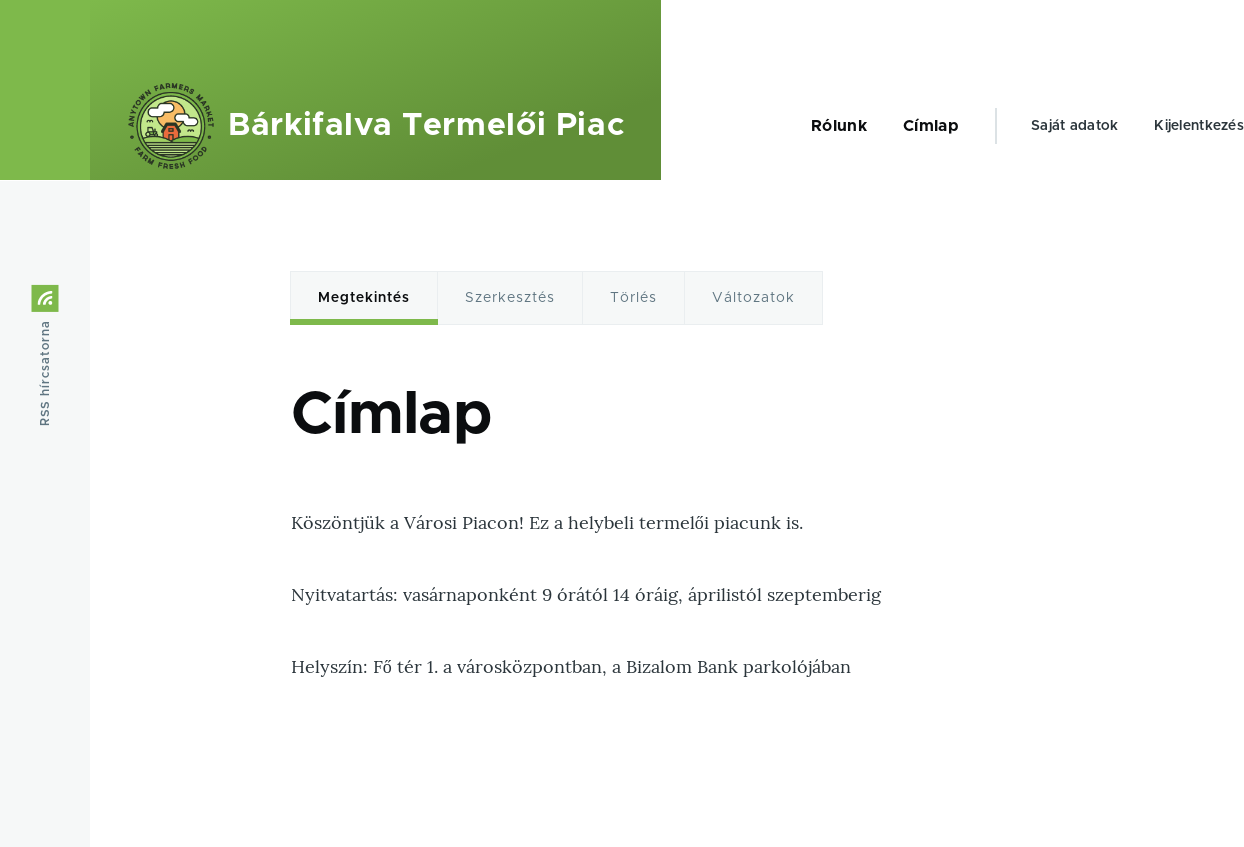 ANYTOWN FARMERS MARKET
FARM FRESH FOOD
Bárkifalva Termelői Piac
Rólunk
Címlap
Saját adatok
Kijelentkezés
RSS hírcsatorna
Megtekintés
Szerkesztés
Törlés
Változatok
Címlap
Köszöntjük a Városi Piacon! Ez a helybeli termelői piacunk is.
Nyitvatartás: vasárnaponként 9 órától 14 óráig, áprilistól szeptemberig
Helyszín: Fő tér 1. a városközpontban, a Bizalom Bank parkolójában